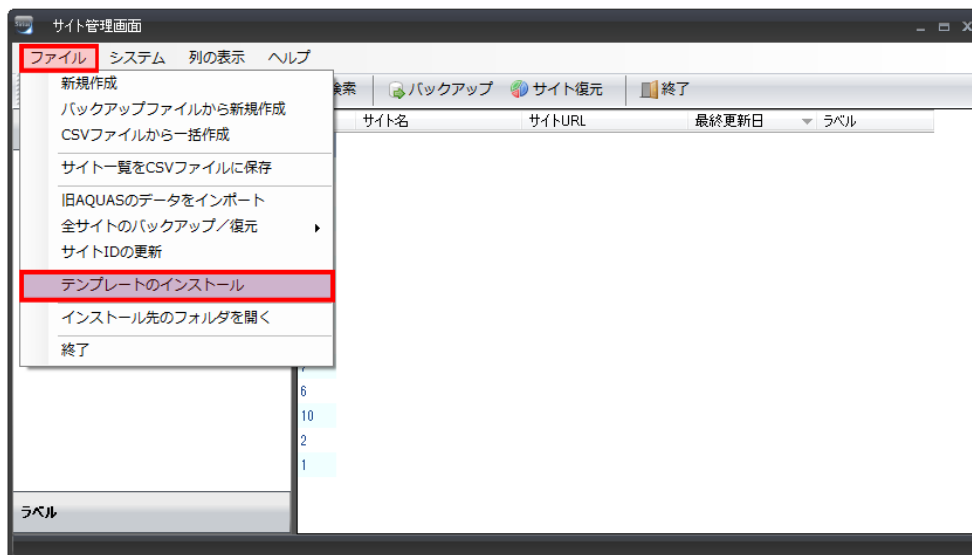 サイト管理画面
ファイル システム 列の表示 ヘルプ
検索 バックアップ サイト復元 終了
サイト名 サイトURL 最終更新日 ラベル
新規作成
バックアップファイルから新規作成
CSVファイルから一括作成
サイト一覧をCSVファイルに保存
旧AQUASのデータをインポート
全サイトのバックアップ／復元
サイトIDの更新
テンプレートのインストール
インストール先のフォルダを開く
終了
6
10
2
1
ラベル